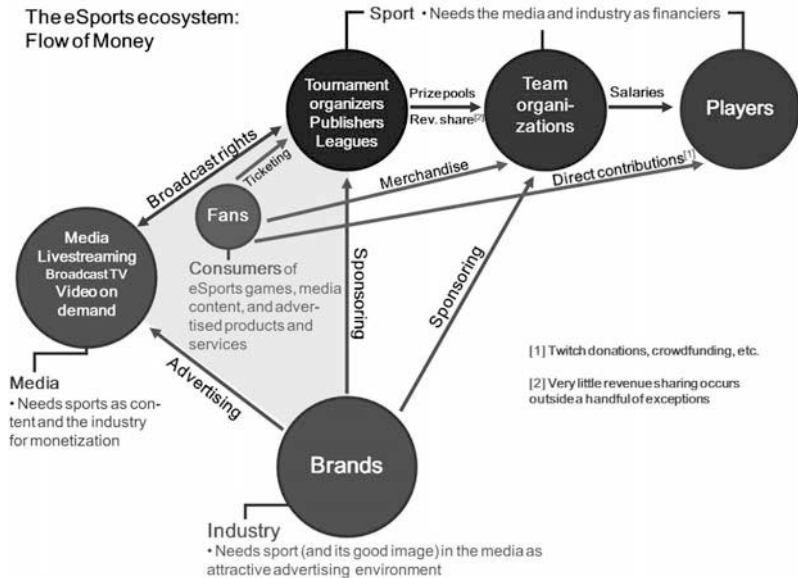 The eSports ecosystem:
Flow of Money
Sport • Needs the media and industry as financiers
Tournament
organizers
Publishers
Leagues
Prizepools
Rev. share[2]
Team
organi-
zations
Salaries
Players
Broadcast rights
Ticketing
Merchandise
Direct contributions[1]
Fans
Consumers of
eSports games, media
content, and adver-
tised products and
services
Media
Livestreaming
Broadcast TV
Video on
demand
Sponsoring
Sponsoring
Advertising
[1] Twitch donations, crowdfunding, etc.
[2] Very little revenue sharing occurs
outside a handful of exceptions
Media
• Needs sports as con-
tent and the industry
for monetization
Brands
Industry
• Needs sport (and its good image) in the media as
attractive advertising environment